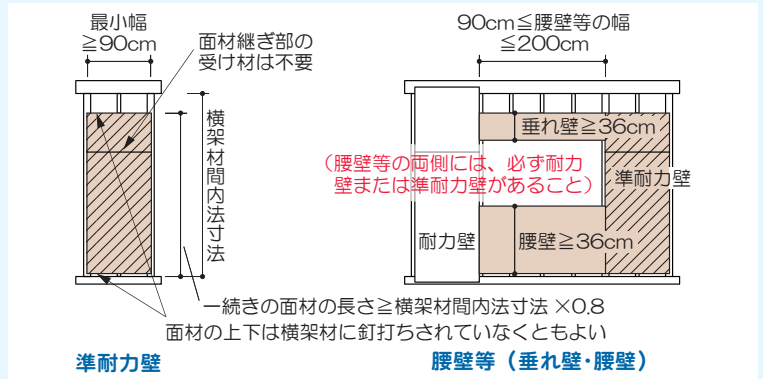 最小幅
≧90cm
面材継ぎ部の
受け材は不要
横架材間内法寸法
90cm≦腰壁等の幅
≦200cm
垂れ壁≧36cm
（腰壁等の両側には、必ず耐力
壁または準耐力壁があること）
準耐力壁
耐力壁
腰壁≧36cm
一続きの面材の長さ≧横架材間内法寸法 ×0.8
面材の上下は横架材に釘打ちされていなくともよい
準耐力壁
腰壁等（垂れ壁・腰壁）